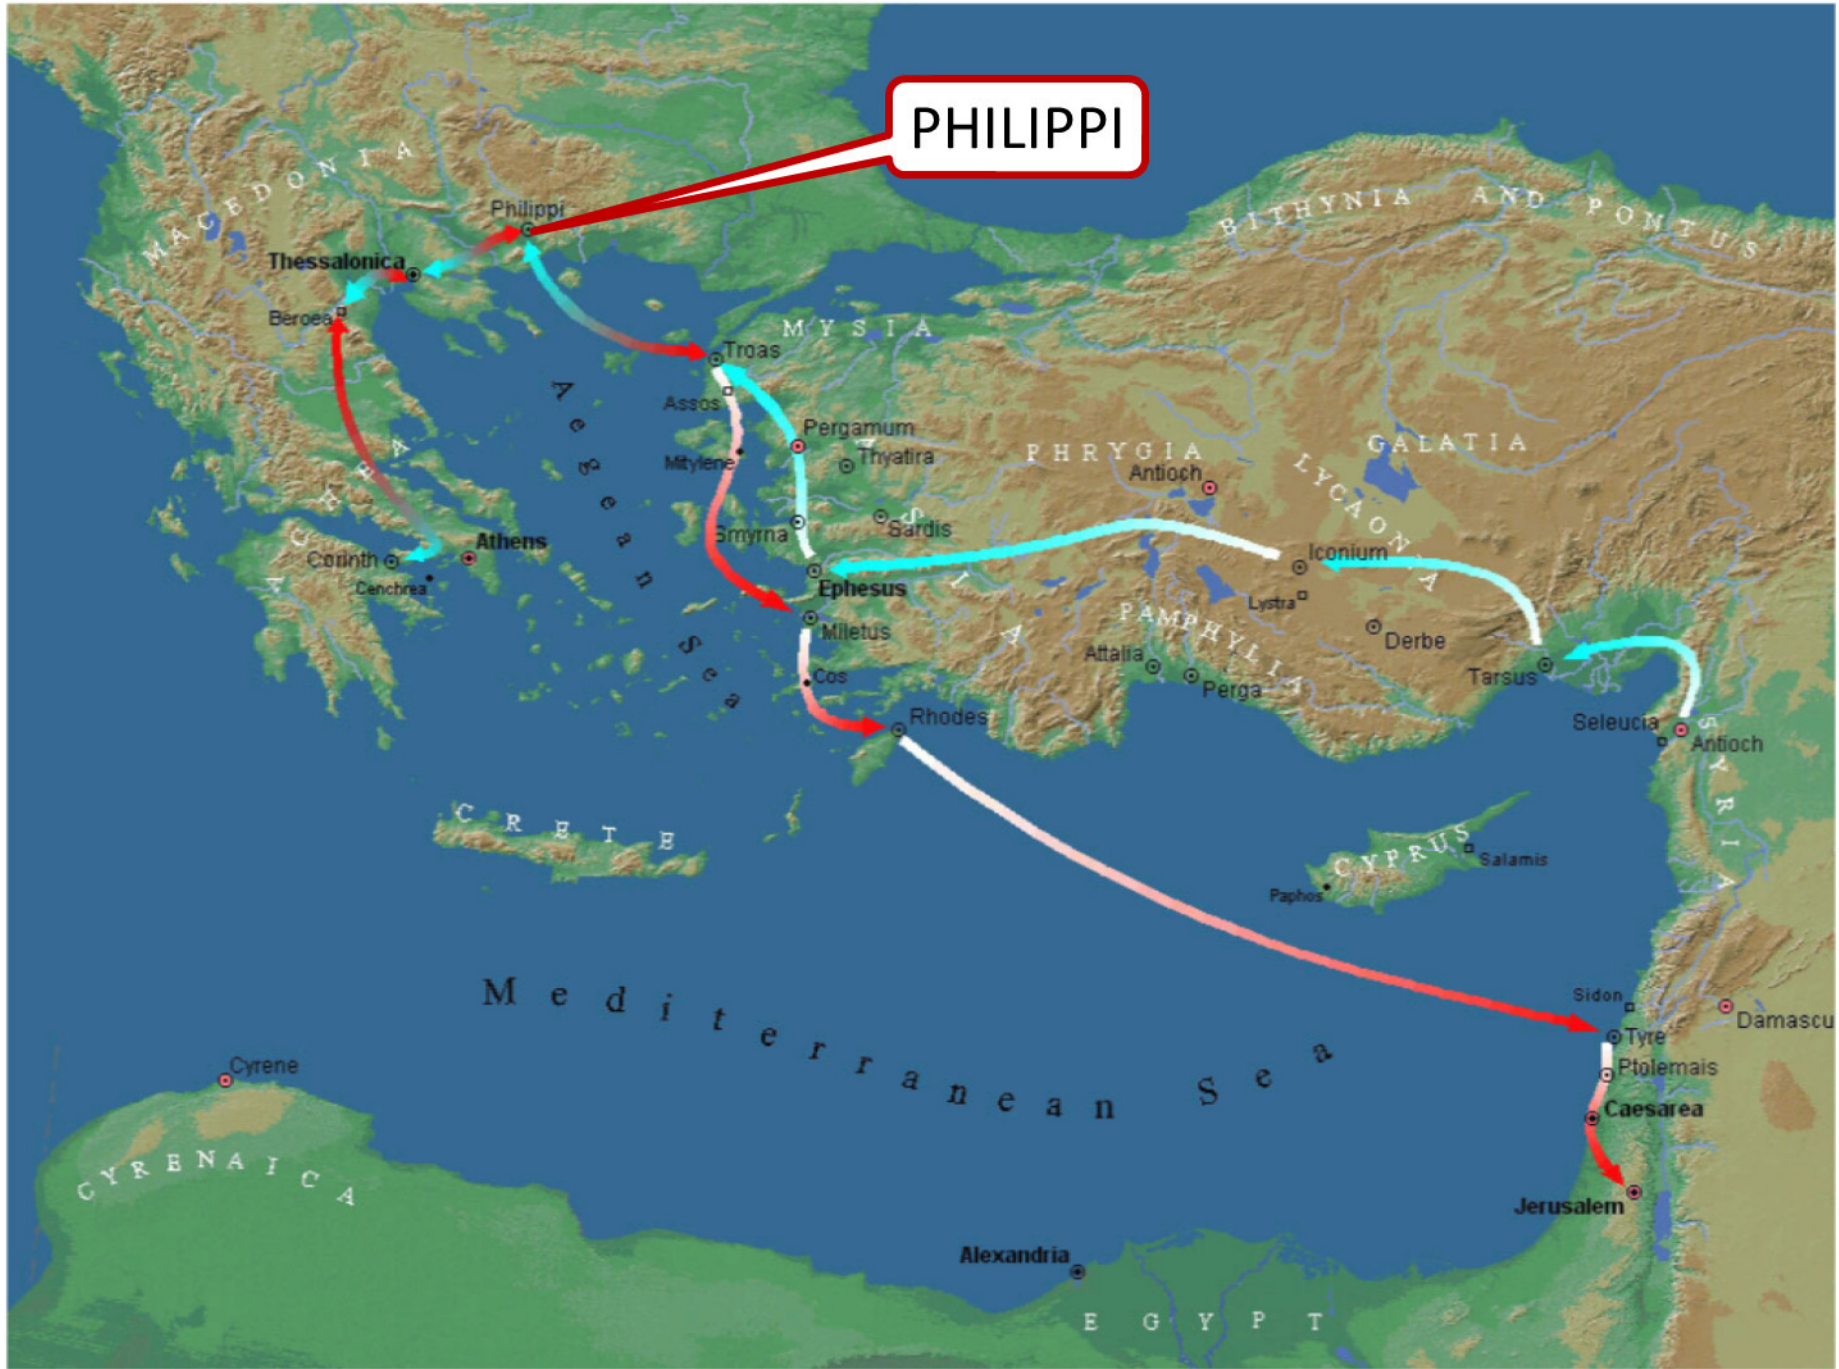 PHILIPPI
MACEDONIA
Philippi
Thessalonica
Beroea
BITHYNIA AND PONTUS
MYSIA
Troas
Assos
Pergamum
Mitylene
Thyatira
Smyrna
Sardis
Ephesus
Miletus
Cos
Rhodes
Aegean Sea
ACHEA
Corinth
Athens
Cenchrea
ASIA
PHRYGIA
Antioch
GALATIA
LYCAONIA
Iconium
Lystra
Derbe
PAMPHYLIA
Attalia
Perga
Tarsus
Seleucia
Antioch
SYRIA
CRETE
CYPRUS
Salamis
Paphos
Mediterranean Sea
Sidon
Tyre
Damascu
Ptolemais
Caesarea
Jerusalem
Cyrene
CYRENAICA
Alexandria
EGYPT